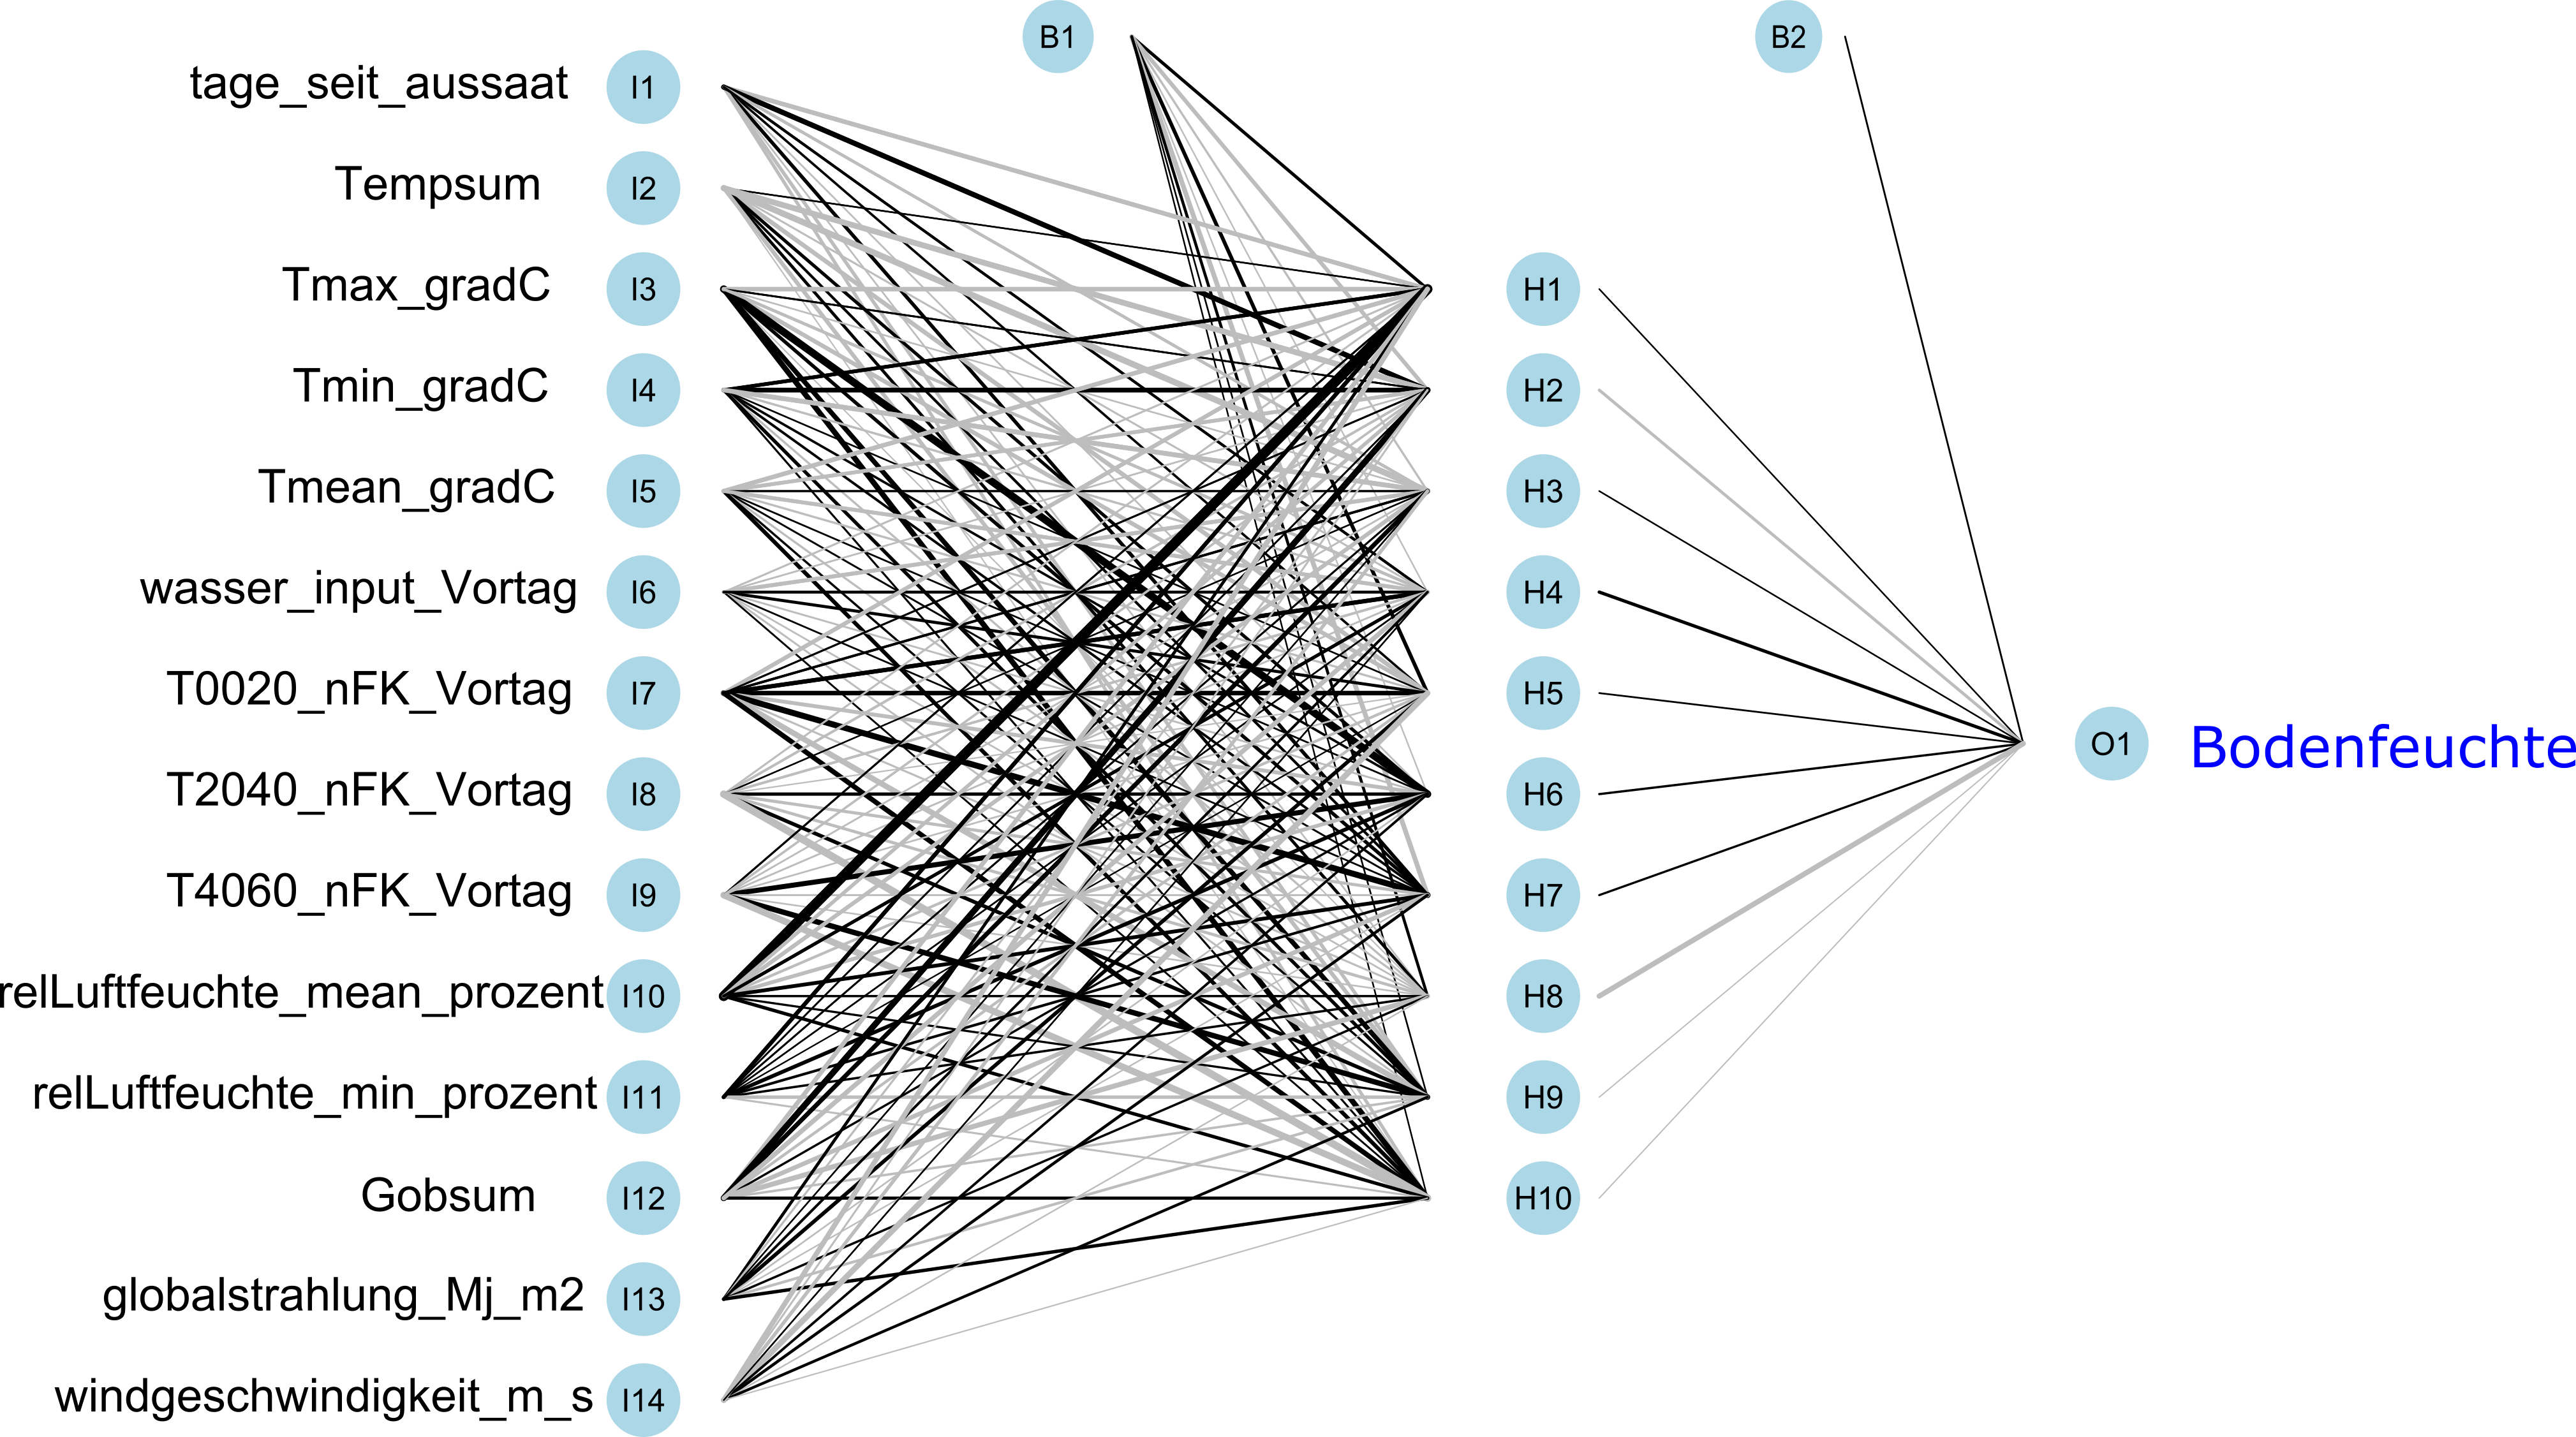 B1
B2
tage_seit_aussaat I1
Tempsum I2
Tmax_gradC I3
H1
Tmin_gradC I4
H2
Tmean_gradC I5
H3
wasser_input_Vortag I6
H4
T0020_nFK_Vortag I7
H5
O1 Bodenfeuchte
T2040_nFK_Vortag I8
H6
T4060_nFK_Vortag I9
H7
relLuftfeuchte_mean_prozent I10
H8
relLuftfeuchte_min_prozent I11
H9
Gobsum I12
H10
globalstrahlung_Mj_m2 I13
windgeschwindigkeit_m_s I14